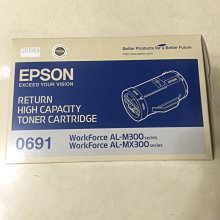 Better Products for a Better Future
EPSON
EXCEED YOUR VISION
RETURN
HIGH CAPACITY
TONER CARTRIDGE
0691
WorkForce AL-M300 series
WorkForce AL-MX300 series